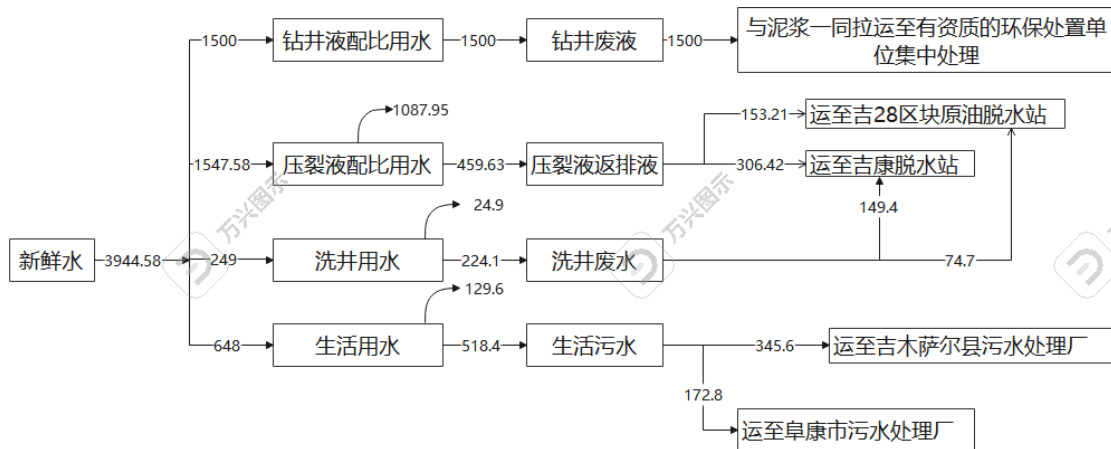 1500
钻井液配比用水
1500
钻井废液
1500
与泥浆一同拉运至有资质的环保处置单
位集中处理
1087.95
153.21
运至吉28区块原油脱水站
1547.58
压裂液配比用水
459.63
压裂液返排液
306.42
运至吉康脱水站
24.9
149.4
新鲜水
3944.58
249
洗井用水
224.1
洗井废水
74.7
129.6
648
生活用水
518.4
生活污水
345.6
运至吉木萨尔县污水处理厂
172.8
运至阜康市污水处理厂
万兴图示
万兴图示